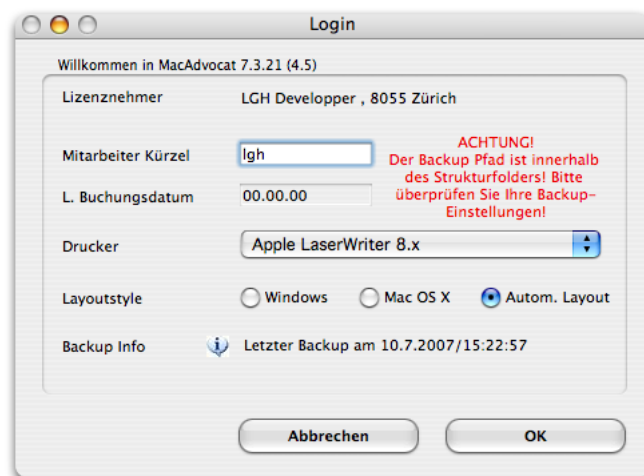 Login
Willkommen in MacAdvocat 7.3.21 (4.5)
Lizenznehmer LGH Developper , 8055 Zürich
Mitarbeiter Kürzel lgh
ACHTUNG!
Der Backup Pfad ist innerhalb
des Strukturfolders! Bitte
überprüfen Sie Ihre Backup-
Einstellungen!
L. Buchungsdatum 00.00.00
Drucker Apple LaserWriter 8.x
Layoutstyle Windows Mac OS X Autom. Layout
Backup Info Letzter Backup am 10.7.2007/15:22:57
Abbrechen OK